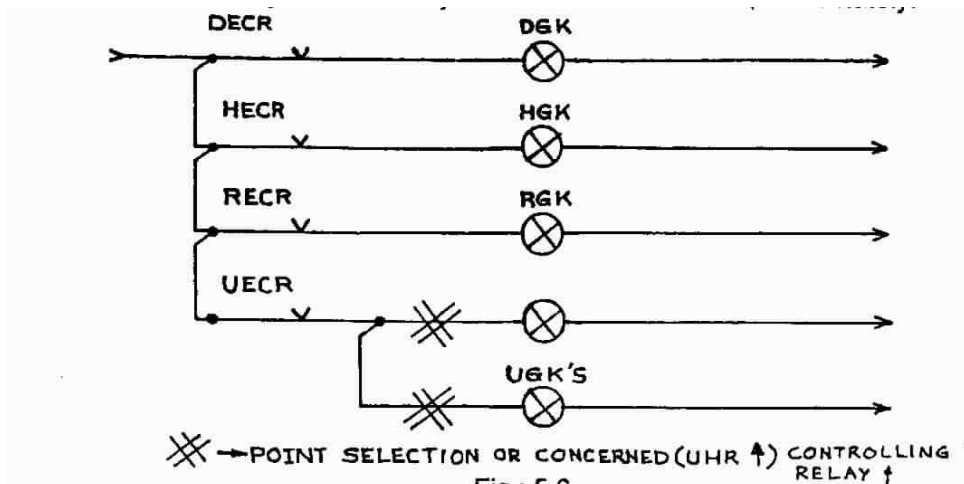 DECR DGK
HECR HGK
RECR RGK
UECR
UGK'S
→POINT SELECTION OR CONCERNED (UHR ↑) CONTROLLING
RELAY ↑